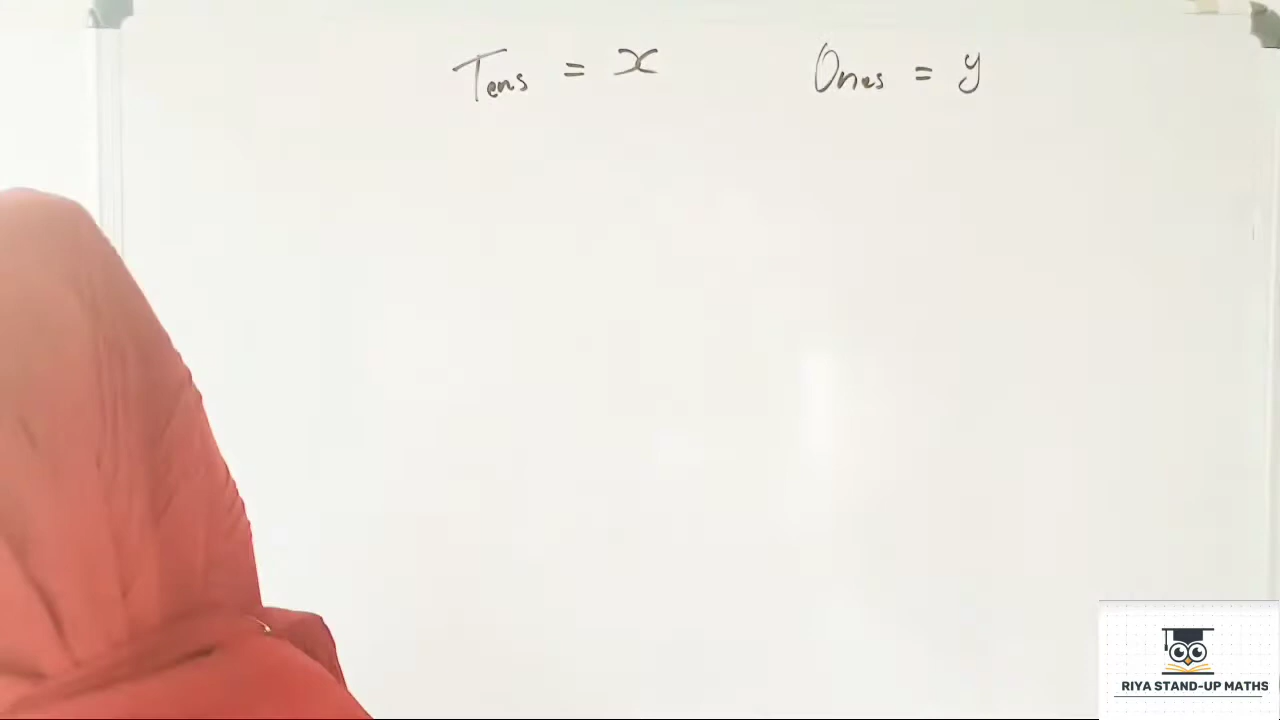 Tens = x Ones = y
RIYA STAND-UP MATHS